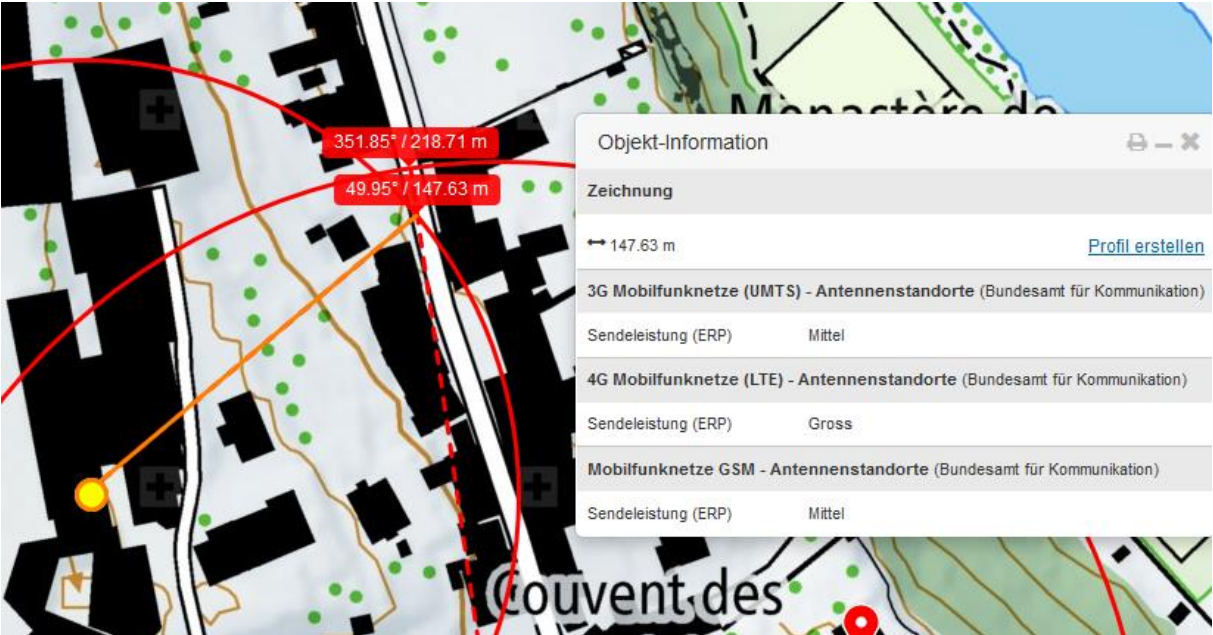 Monastère de
351.85° / 218.71 m
49.95° / 147.63 m
Objekt-Information
Zeichnung
147.63 m Profil erstellen
3G Mobilfunknetze (UMTS) - Antennenstandorte (Bundesamt für Kommunikation)
Sendeleistung (ERP) Mittel
4G Mobilfunknetze (LTE) - Antennenstandorte (Bundesamt für Kommunikation)
Sendeleistung (ERP) Gross
Mobilfunknetze GSM - Antennenstandorte (Bundesamt für Kommunikation)
Sendeleistung (ERP) Mittel
Couvent des